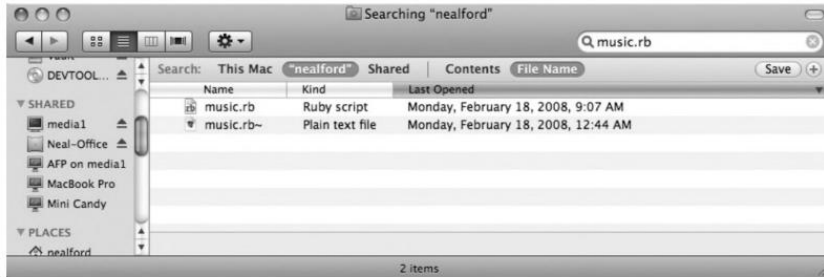 Searching "nealford"
music.rb
Vault
DEVTOOL...
Search: This Mac "nealford" Shared Contents File Name Save
Name Kind Last Opened
SHARED
music.rb Ruby script Monday, February 18, 2008, 9:07 AM
media1
music.rb~ Plain text file Monday, February 18, 2008, 12:44 AM
Neal-Office
AFP on media1
MacBook Pro
Mini Candy
PLACES
nealford
2 items